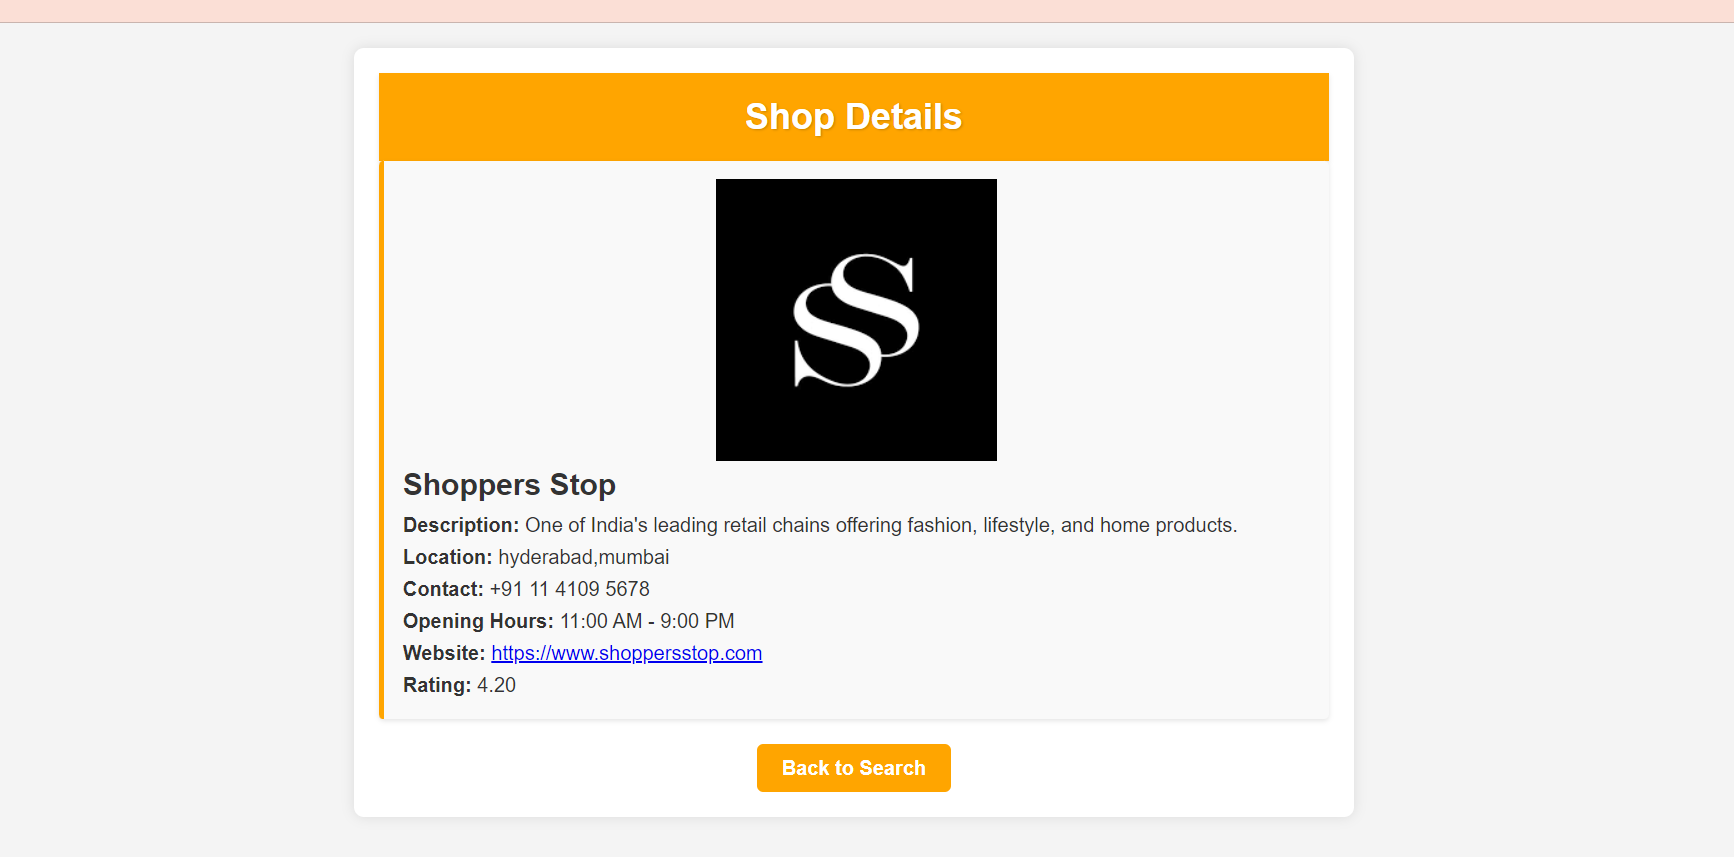 Shop Details
SS
Shoppers Stop
Description: One of India's leading retail chains offering fashion, lifestyle, and home products.
Location: hyderabad,mumbai
Contact: +91 11 4109 5678
Opening Hours: 11:00 AM - 9:00 PM
Website: https://www.shoppersstop.com
Rating: 4.20
Back to Search